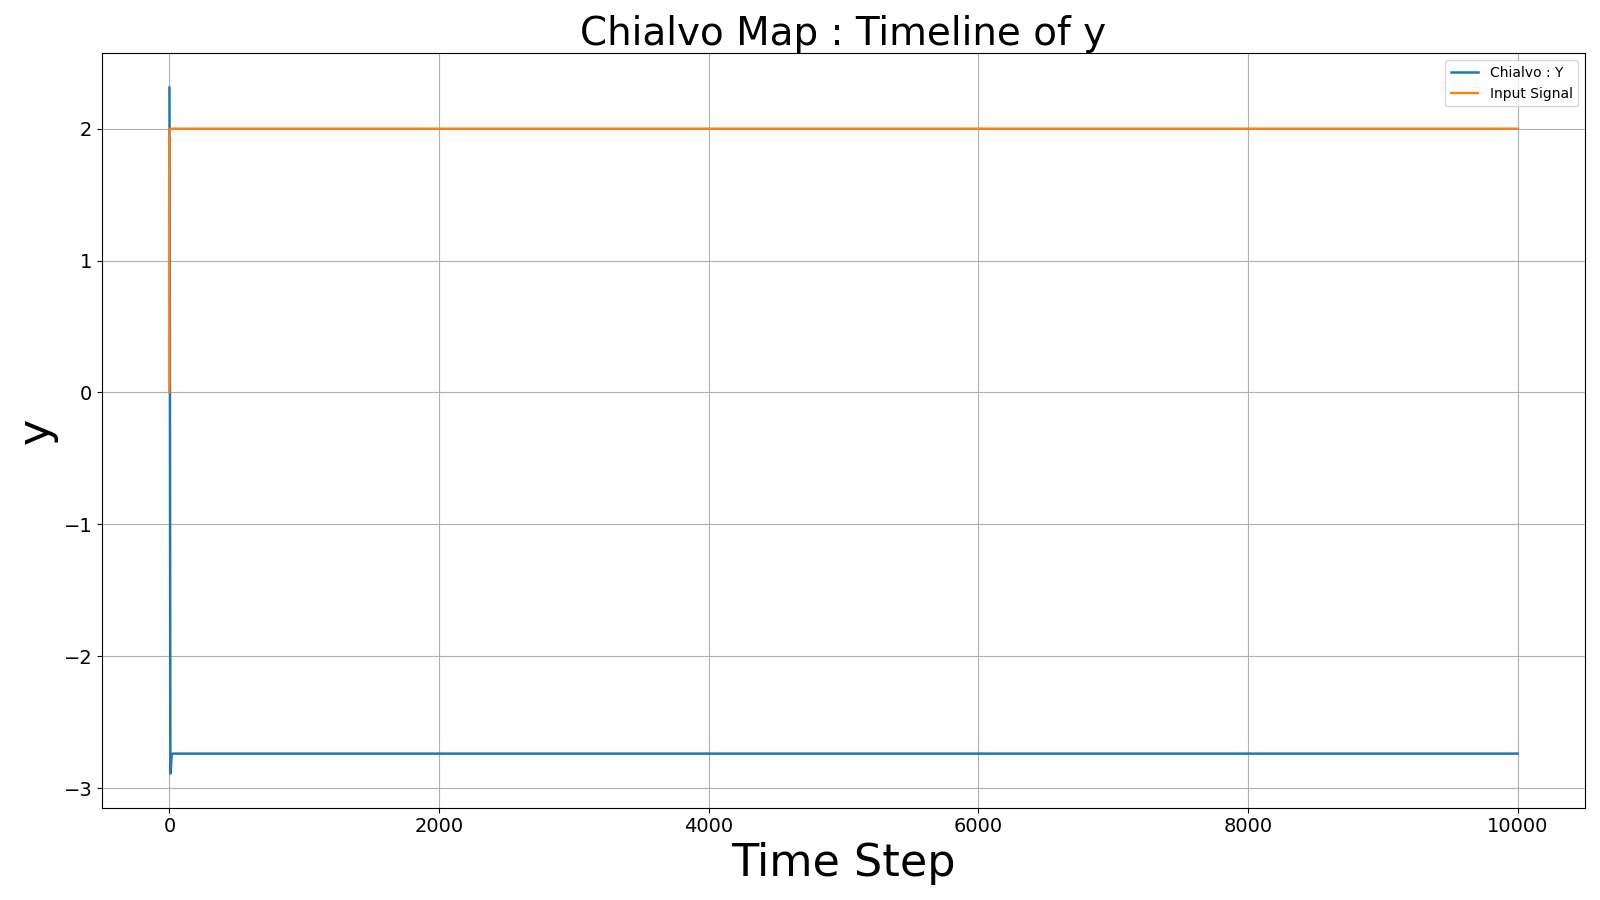 Chialvo Map : Timeline of y
Chialvo : Y
Input Signal
2
1
0
−1
−2
−3
y
0
2000
4000
6000
8000
10000
Time Step